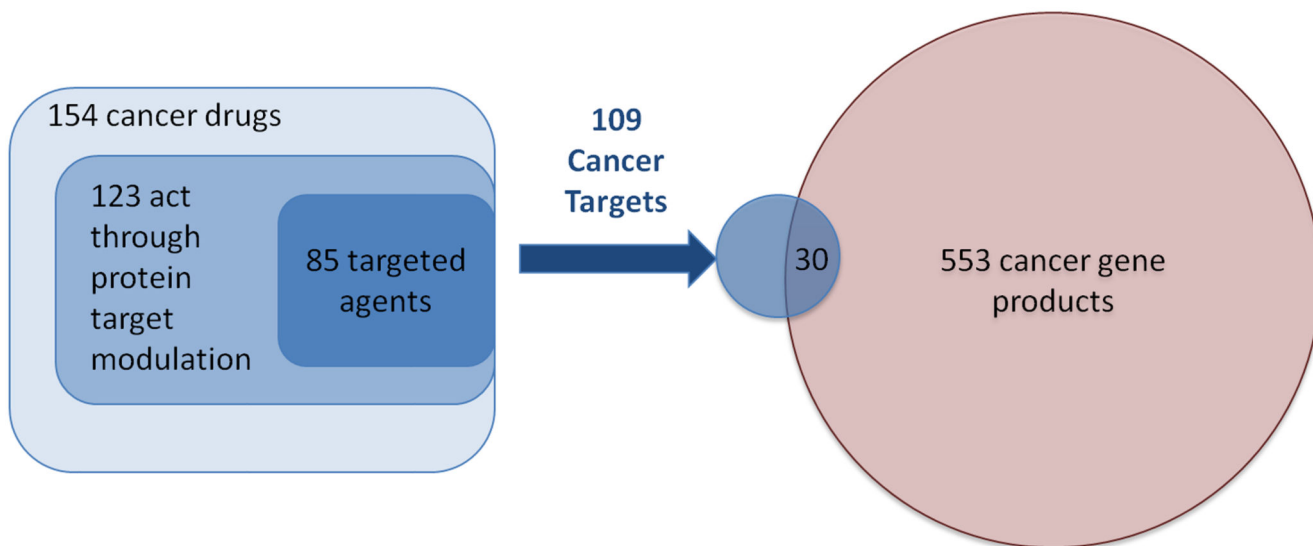 154 cancer drugs
123 act
through
protein
target
modulation
85 targeted
agents
109
Cancer
Targets
30
553 cancer gene
products